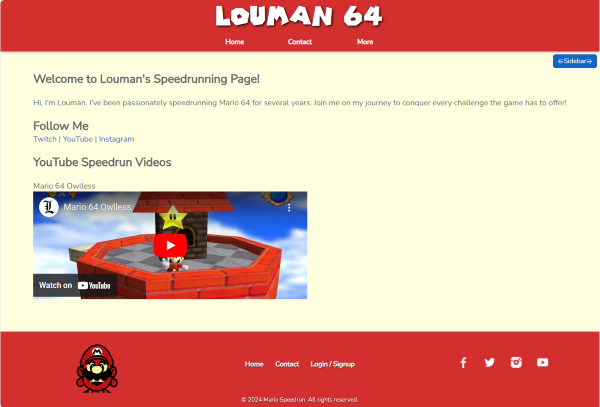 LOUMAN 64
Home Contact More
⇐Sidebar⇒
Welcome to Louman's Speedrunning Page!
Hi, I'm Louman. I've been passionately speedrunning Mario 64 for several years. Join me on my journey to conquer every challenge the game has to offer!
Follow Me
Twitch | YouTube | Instagram
YouTube Speedrun Videos
Mario 64 Owlless
L Mario 64 Owlless
Watch on YouTube
Home Contact Login / Signup
© 2024 Mario Speedrun. All rights reserved.